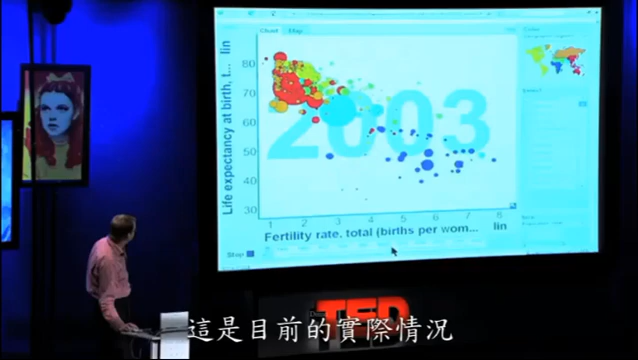 Chart Map
Life expectancy at birth, t... lin
80
70
60
50
40
30
2003
1 2 3 4 5 6 7 8
Fertility rate, total (births per wom... lin
Stop
TED
這是目前的實際情況